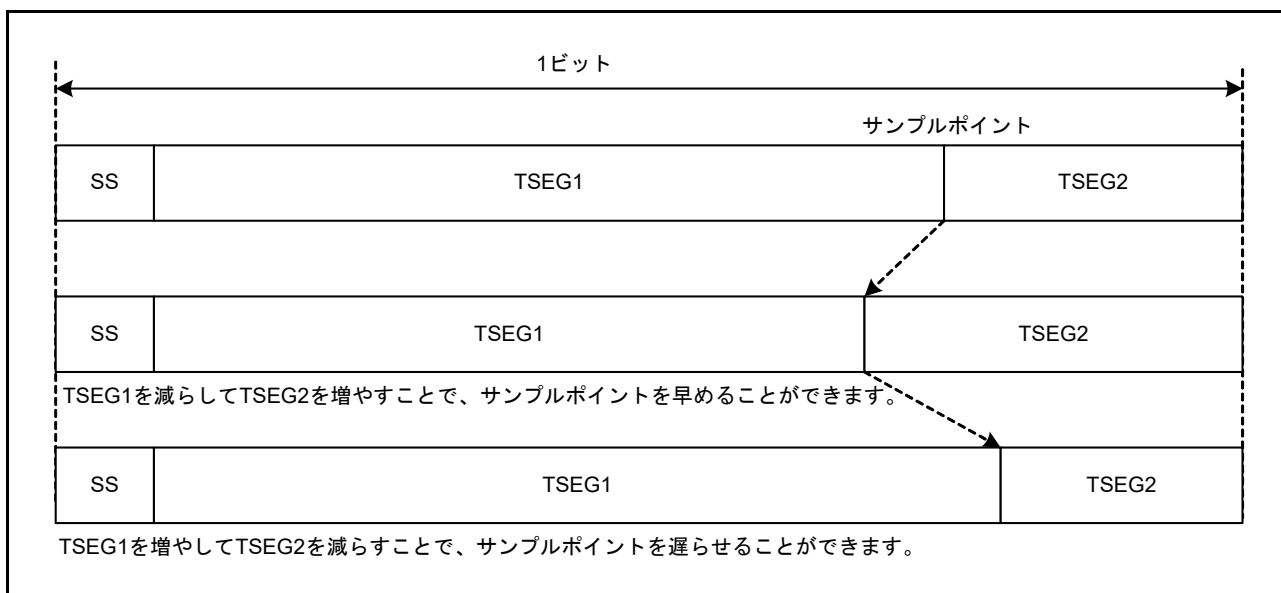 1ビット
サンプルポイント
SS
TSEG1
TSEG2
SS
TSEG1
TSEG2
TSEG1を減らしてTSEG2を増やすことで、サンプルポイントを早めることができます。
SS
TSEG1
TSEG2
TSEG1を増やしてTSEG2を減らすことで、サンプルポイントを遅らせることができます。